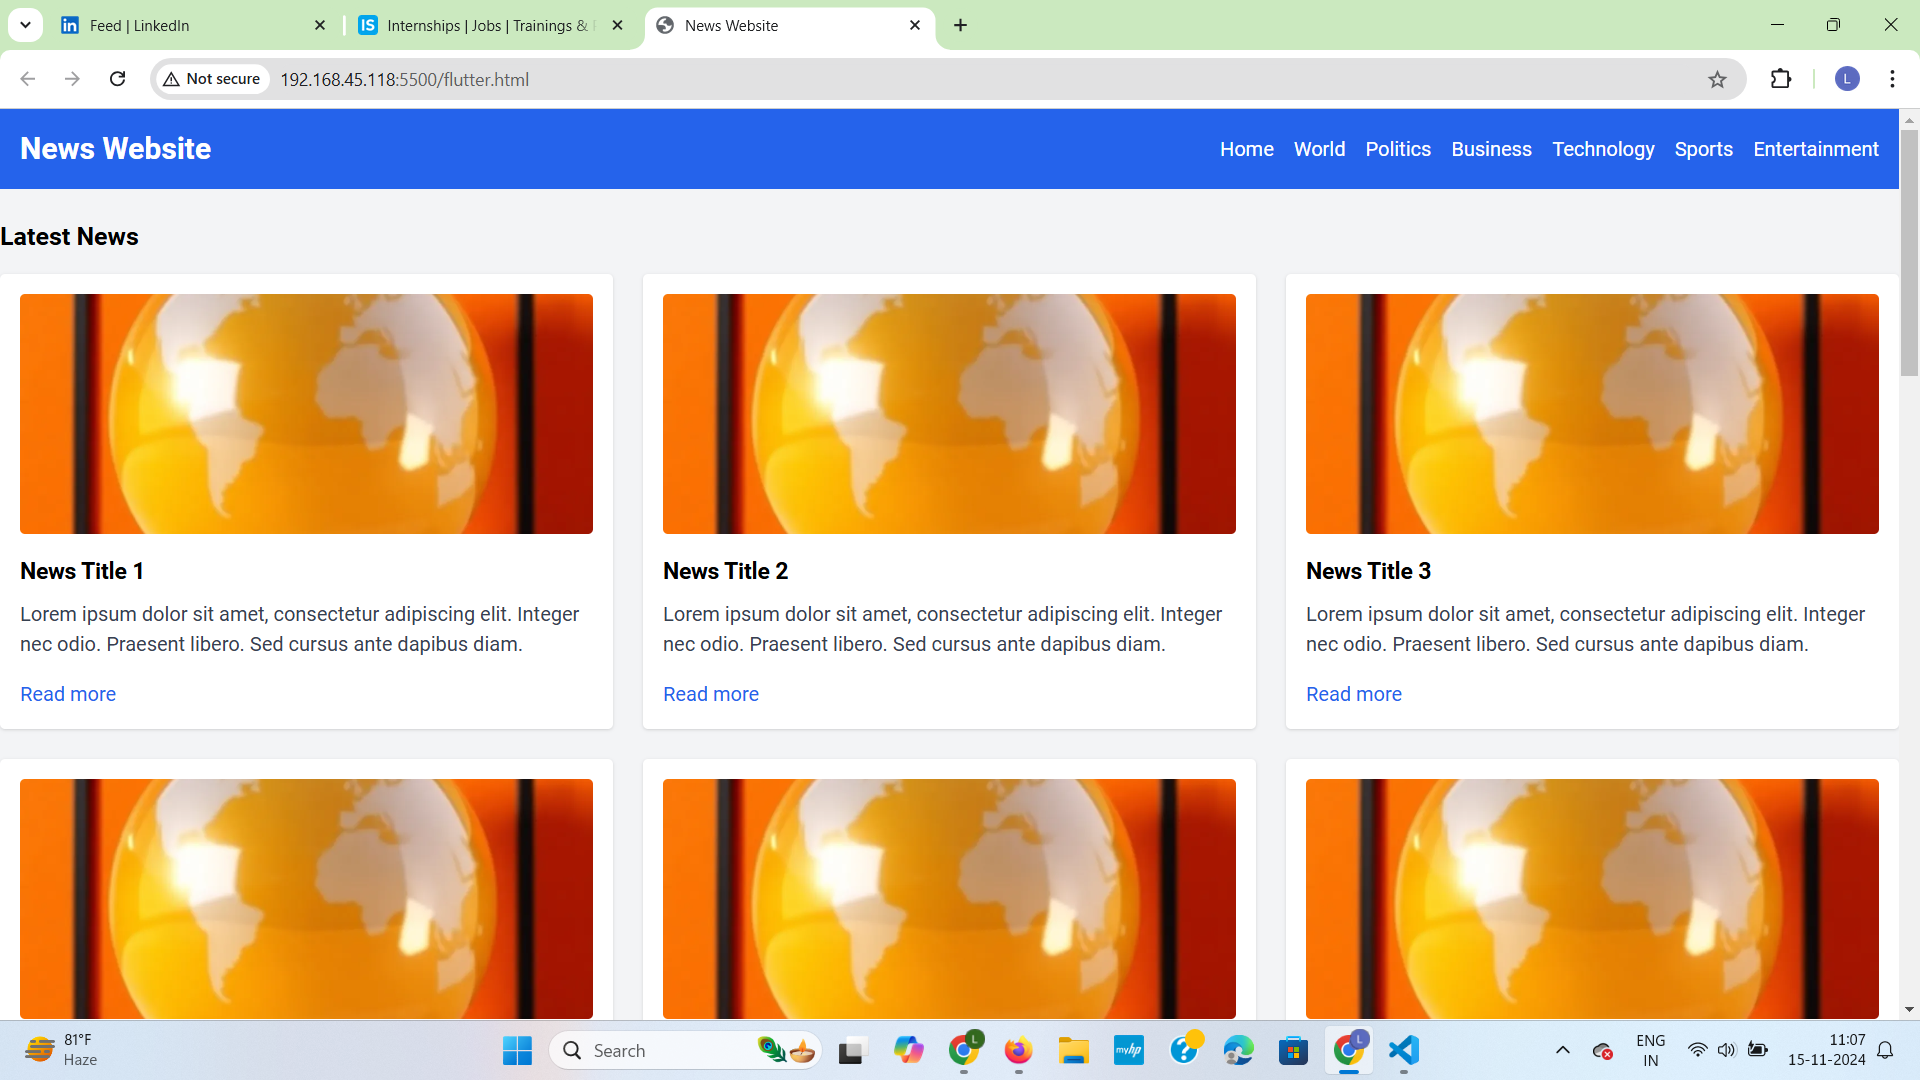 Feed | LinkedIn
IS
Internships | Jobs | Trainings &
News Website
Not secure
192.168.45.118:5500/flutter.html
L
News Website
Home World Politics Business Technology Sports Entertainment
Latest News
News Title 1
Lorem ipsum dolor sit amet, consectetur adipiscing elit. Integer
nec odio. Praesent libero. Sed cursus ante dapibus diam.
Read more
News Title 2
Lorem ipsum dolor sit amet, consectetur adipiscing elit. Integer
nec odio. Praesent libero. Sed cursus ante dapibus diam.
Read more
News Title 3
Lorem ipsum dolor sit amet, consectetur adipiscing elit. Integer
nec odio. Praesent libero. Sed cursus ante dapibus diam.
Read more
81°F
Haze
Search
L
myhp
L
ENG
IN
11:07
15-11-2024